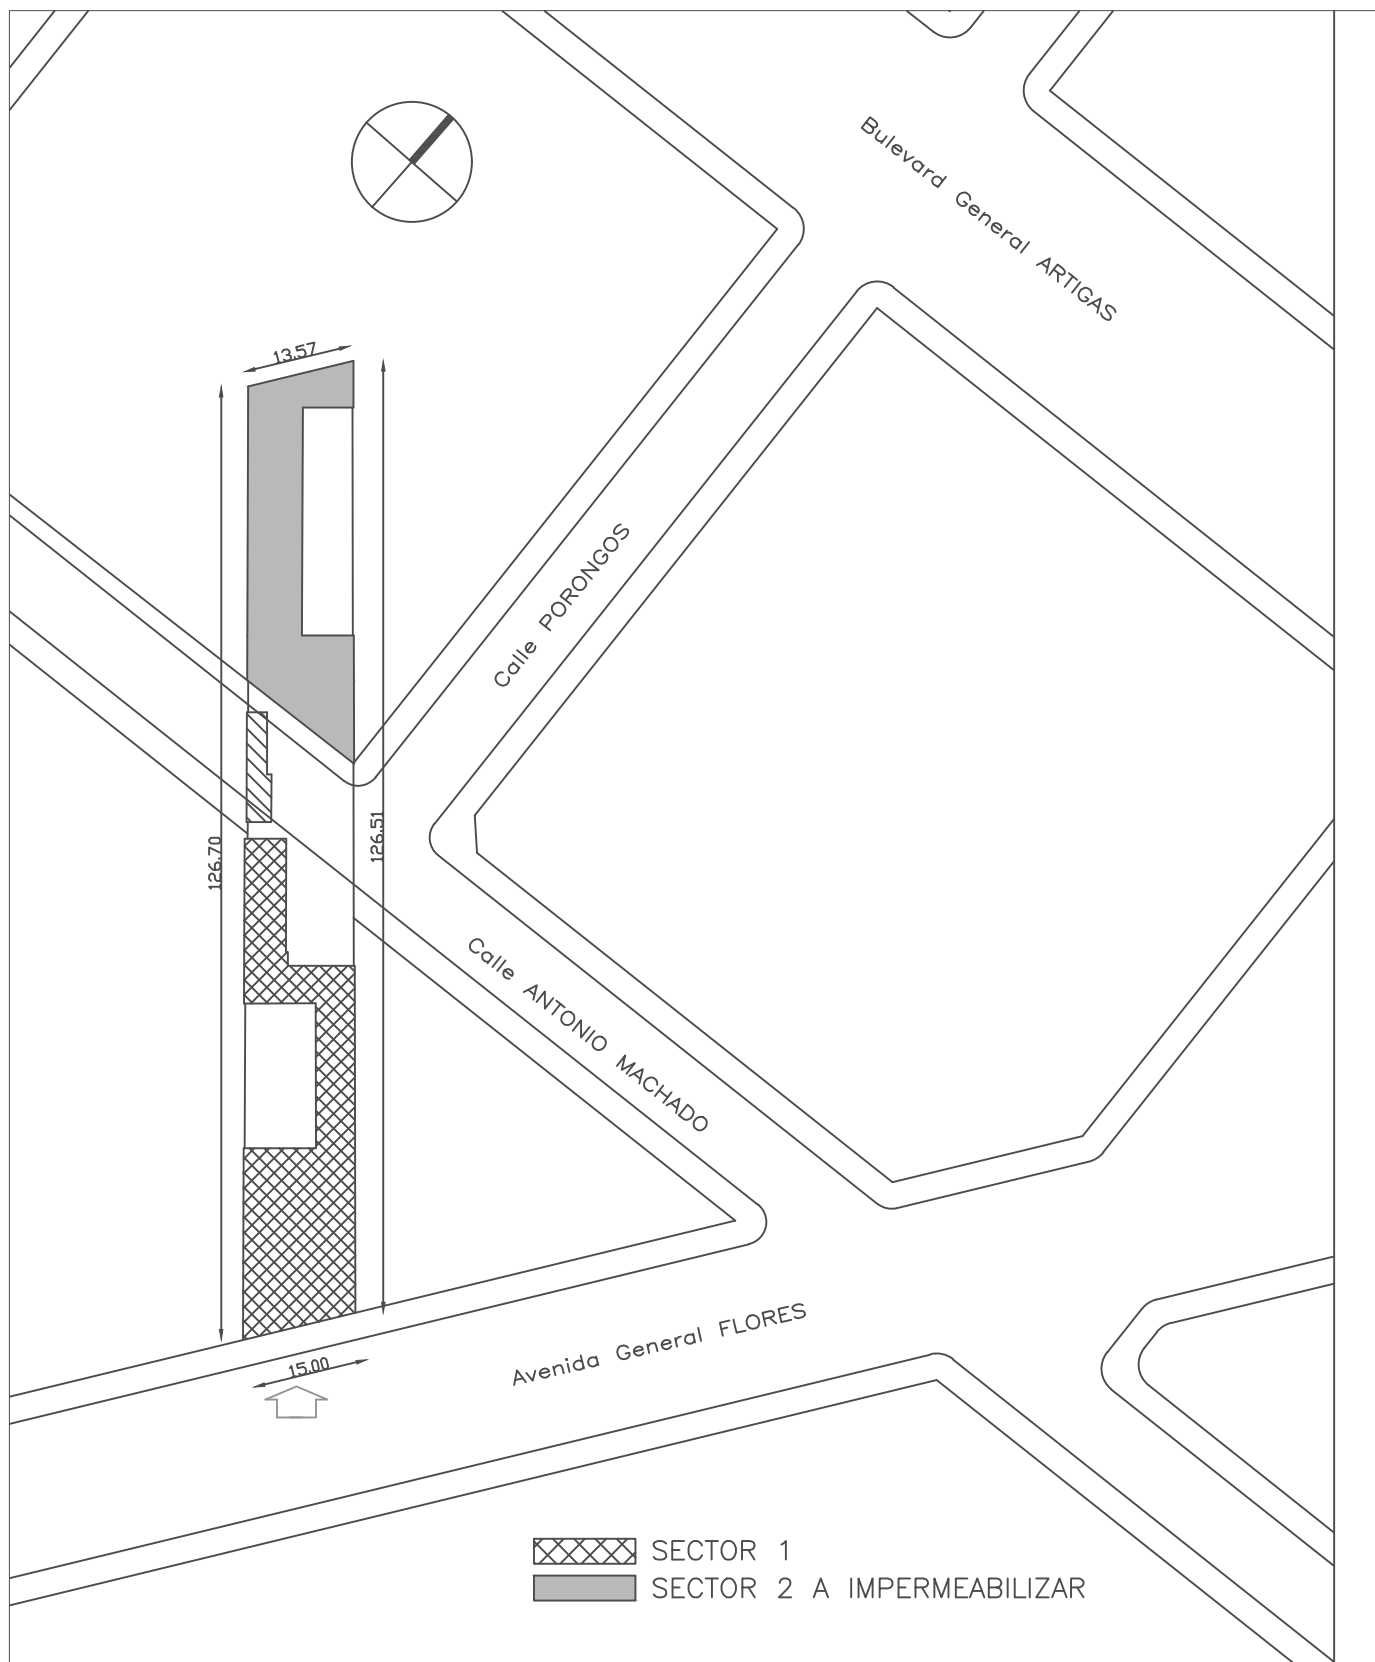 Bulevard General ARTIGAS
13.57
Calle PORONGOS
126.70
126.51
Calle ANTONIO MACHADO
Avenida General FLORES
15.00
SECTOR 1
SECTOR 2 A IMPERMEABILIZAR